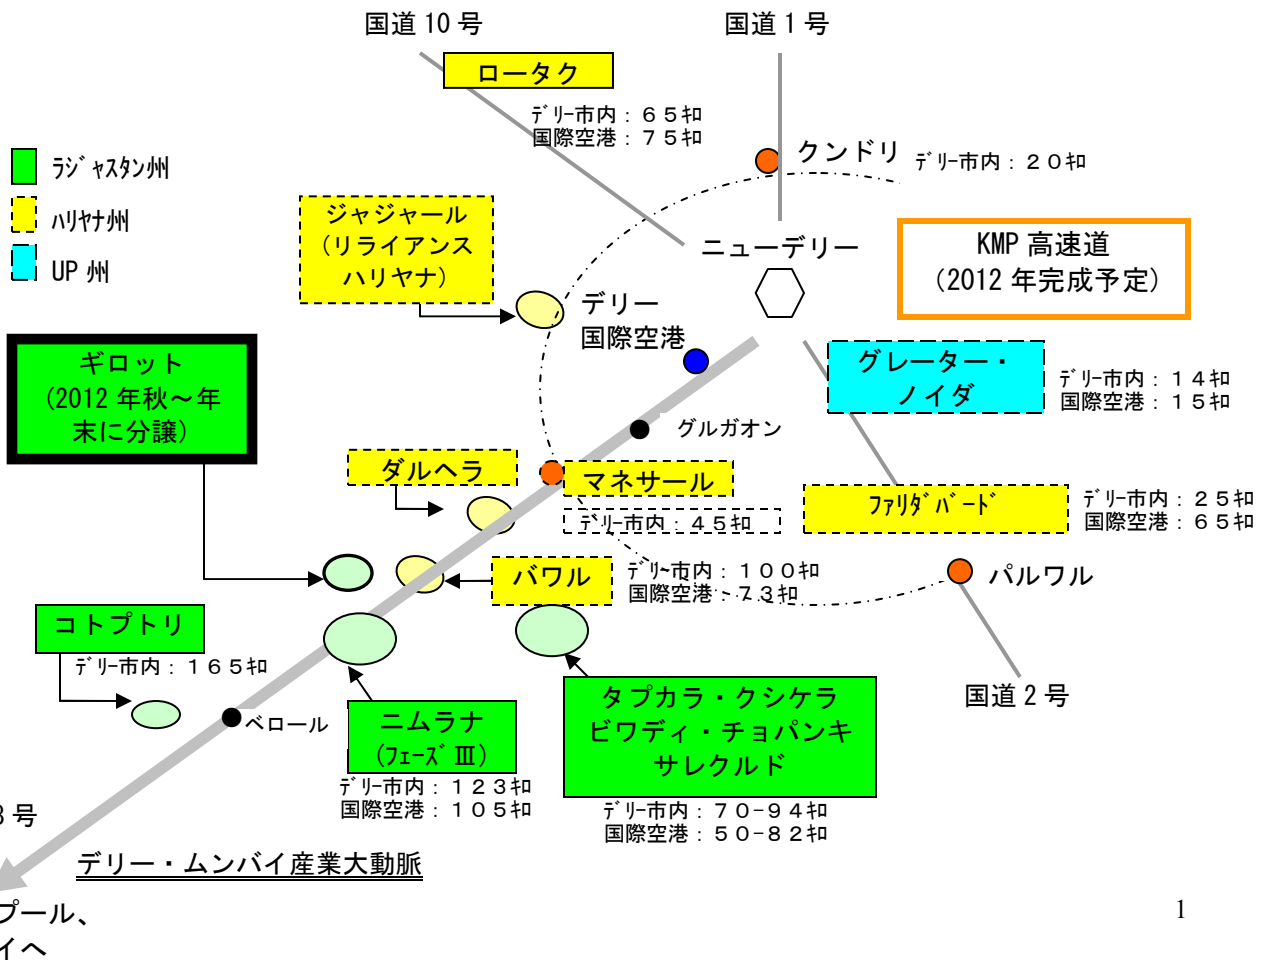 国道 10 号
国道 1 号
ロータク
ﾃﾞﾘｰ市内：６５㌔
国際空港：７５㌔
クンドリ
ﾃﾞﾘｰ市内：２０㌔
ﾗｼﾞｬｽﾀﾝ州
ﾊﾘﾔﾅ州
UP 州
ジャジャール
（リライアンス
ハリヤナ）
ニューデリー
KMP 高速道
（2012 年完成予定）
デリー
国際空港
ギロット
（2012 年秋～年
末に分譲）
グレーター・
ノイダ
ﾃﾞﾘｰ市内：１４㌔
国際空港：１５㌔
グルガオン
ダルヘラ
マネサール
ﾃﾞﾘｰ市内：４５㌔
ﾌｧﾘﾀﾞﾊﾞｰﾄﾞ
ﾃﾞﾘｰ市内：２５㌔
国際空港：６５㌔
バワル
ﾃﾞﾘｰ市内：１００㌔
国際空港：７３㌔
パルワル
コトプトリ
ﾃﾞﾘｰ市内：１６５㌔
ベロール
ニムラナ
（ﾌｪｰｽﾞⅢ）
ﾃﾞﾘｰ市内：１２３㌔
国際空港：１０５㌔
タプカラ・クシケラ
ビワディ・チョパンキ
サレクルド
ﾃﾞﾘｰ市内：７０-９４㌔
国際空港：５０-８２㌔
国道 2 号
8 号
デリー・ムンバイ産業大動脈
プール、
イへ
1